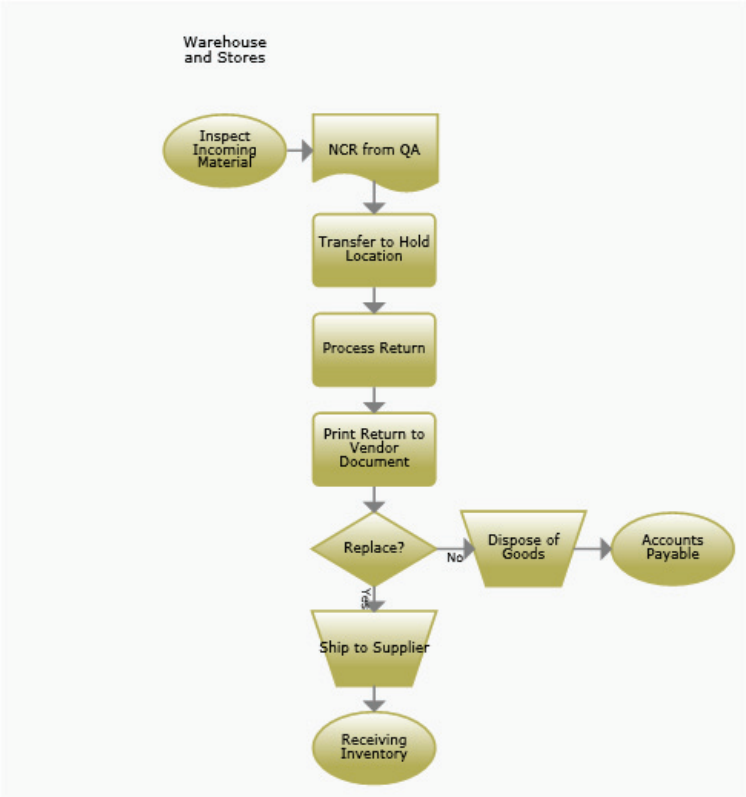 Warehouse
and Stores
Inspect
Incoming
Material
NCR from QA
Transfer to Hold
Location
Process Return
Print Return to
Vendor
Document
Replace?
No
Dispose of
Goods
Accounts
Payable
Yes
Ship to Supplier
Receiving
Inventory